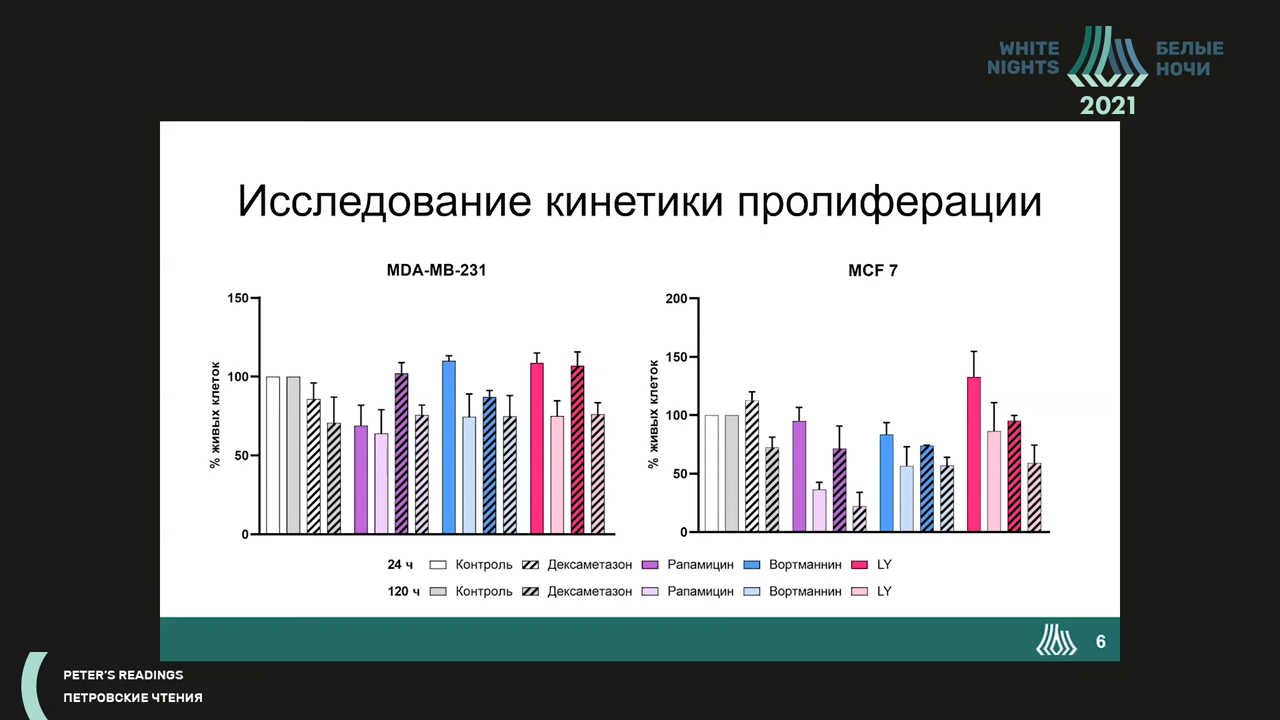 WHITE NIGHTS
БЕЛЫЕ НОЧИ
2021
Исследование кинетики пролиферации
MDA-MB-231
MCF 7
% живых клеток
150
100
50
0
% живых клеток
200
150
100
50
0
24 ч Контроль Дексаметазон Рапамицин Вортманнин LY
120 ч Контроль Дексаметазон Рапамицин Вортманнин LY
6
PETER'S READINGS
ПЕТРОВСКИЕ ЧТЕНИЯ